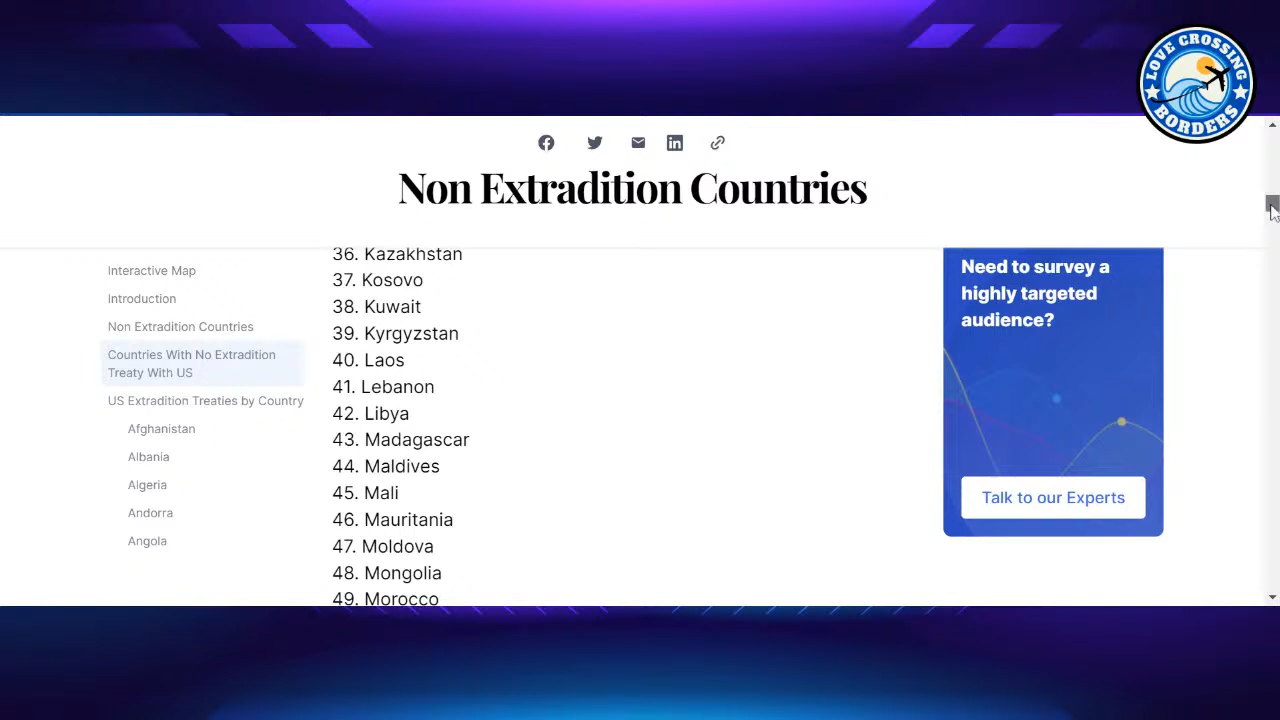 LOVE CROSSING
BORDERS
Non Extradition Countries
Interactive Map
Introduction
Non Extradition Countries
Countries With No Extradition
Treaty With US
US Extradition Treaties by Country
Afghanistan
Albania
Algeria
Andorra
Angola
36. Kazakhstan
37. Kosovo
38. Kuwait
39. Kyrgyzstan
40. Laos
41. Lebanon
42. Libya
43. Madagascar
44. Maldives
45. Mali
46. Mauritania
47. Moldova
48. Mongolia
49. Morocco
Need to survey a
highly targeted
audience?
Talk to our Experts